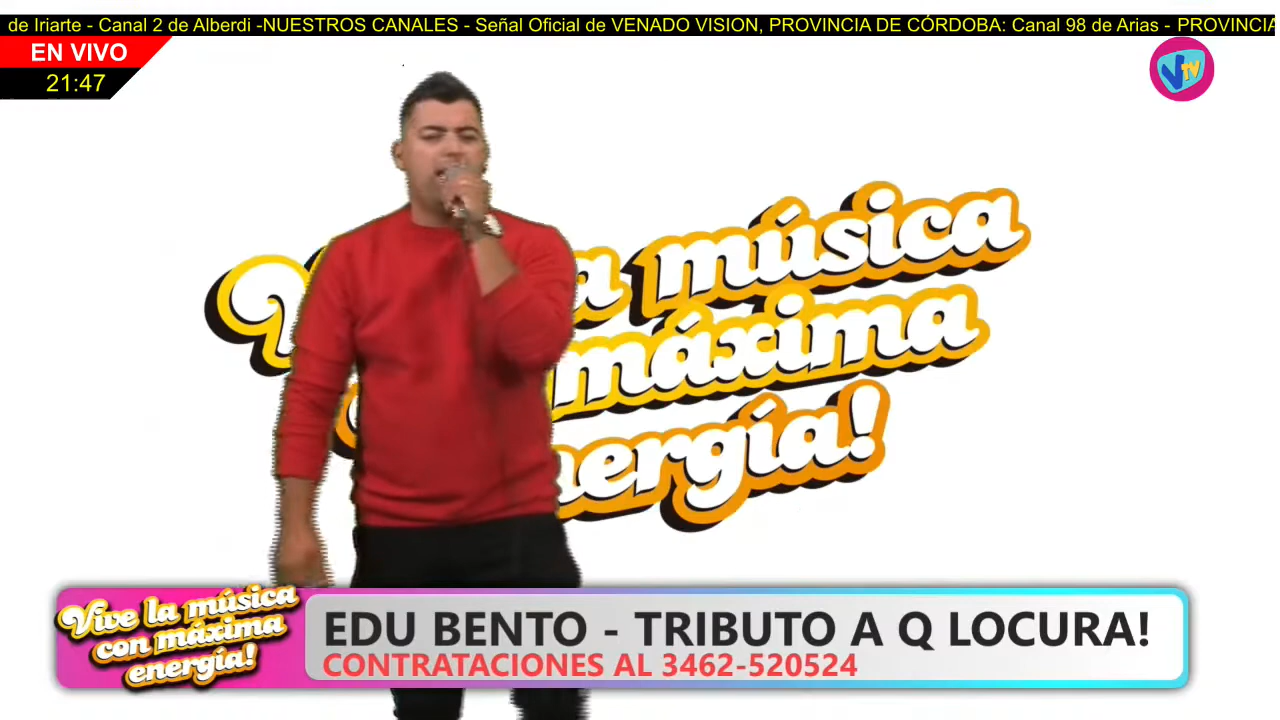 de Iriarte - Canal 2 de Alberdi -NUESTROS CANALES - Señal Oficial de VENADO VISION, PROVINCIA DE CÓRDOBA: Canal 98 de Arias - PROVINCIA
EN VIVO
21:47
VTV
la música
máxima
energía!
Vive la música
con máxima
energía!
EDU BENTO - TRIBUTO A Q LOCURA!
CONTRATACIONES AL 3462-520524